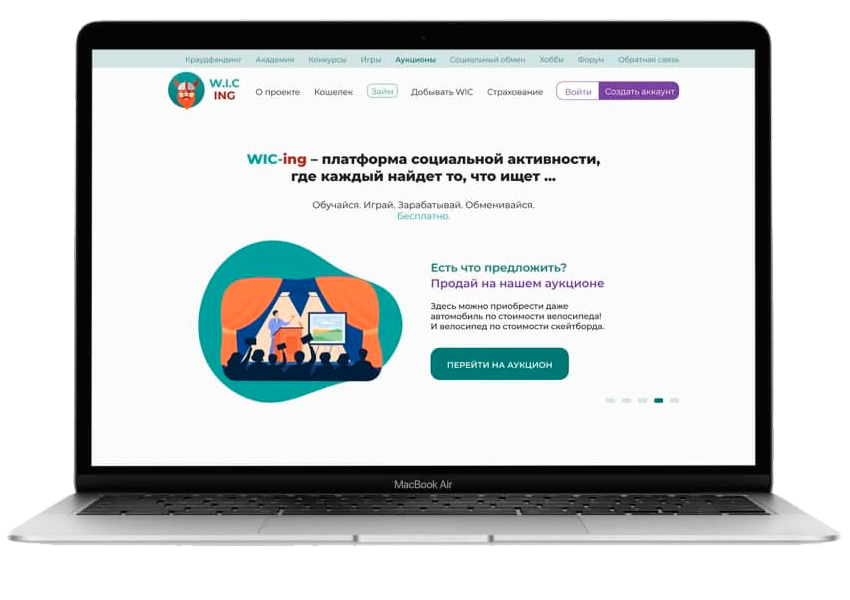 Краудфандинг Академия Конкурсы Игры Аукционы Социальный обмен Хобби Форум Обратная связь
W.I.C
ING
О проекте Кошелек Займ Добывать WIC Страхование Войти Создать аккаунт
WIC-ing – платформа социальной активности,
где каждый найдет то, что ищет ...
Обучайся. Играй. Зарабатывай. Обменивайся.
Бесплатно.
Есть что предложить?
Продай на нашем аукционе
Здесь можно приобрести даже
автомобиль по стоимости велосипеда!
И велосипед по стоимости скейтборда.
ПЕРЕЙТИ НА АУКЦИОН
MacBook Air